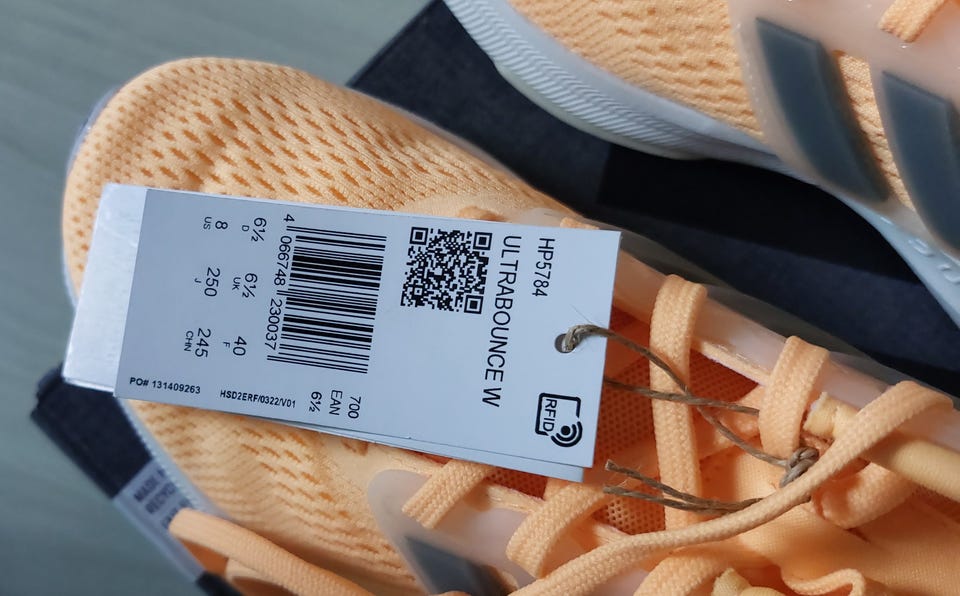 HP5784
ULTRABOUNCE W
RFID
4 066748 230037
700
EAN
6½
6½ 6½ 40
D UK F
8 250 245
US J CHN
HSD2ERF/0322/V01
PO# 131409263